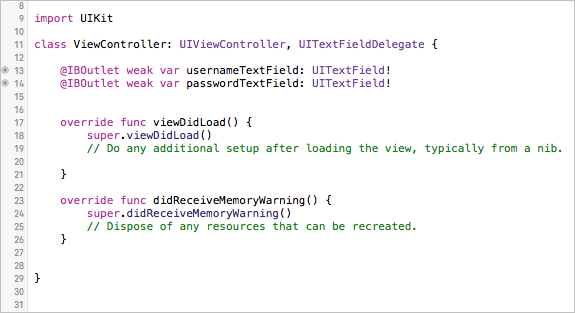 8
9 import UIKit
10
11 class ViewController: UIViewController, UITextFieldDelegate {
12
13 @IBOutlet weak var usernameTextField: UITextField!
14 @IBOutlet weak var passwordTextField: UITextField!
15
16
17 override func viewDidLoad() {
18 super.viewDidLoad()
19 // Do any additional setup after loading the view, typically from a nib.
20
21 }
22
23 override func didReceiveMemoryWarning() {
24 super.didReceiveMemoryWarning()
25 // Dispose of any resources that can be recreated.
26 }
27
28
29 }
30
31